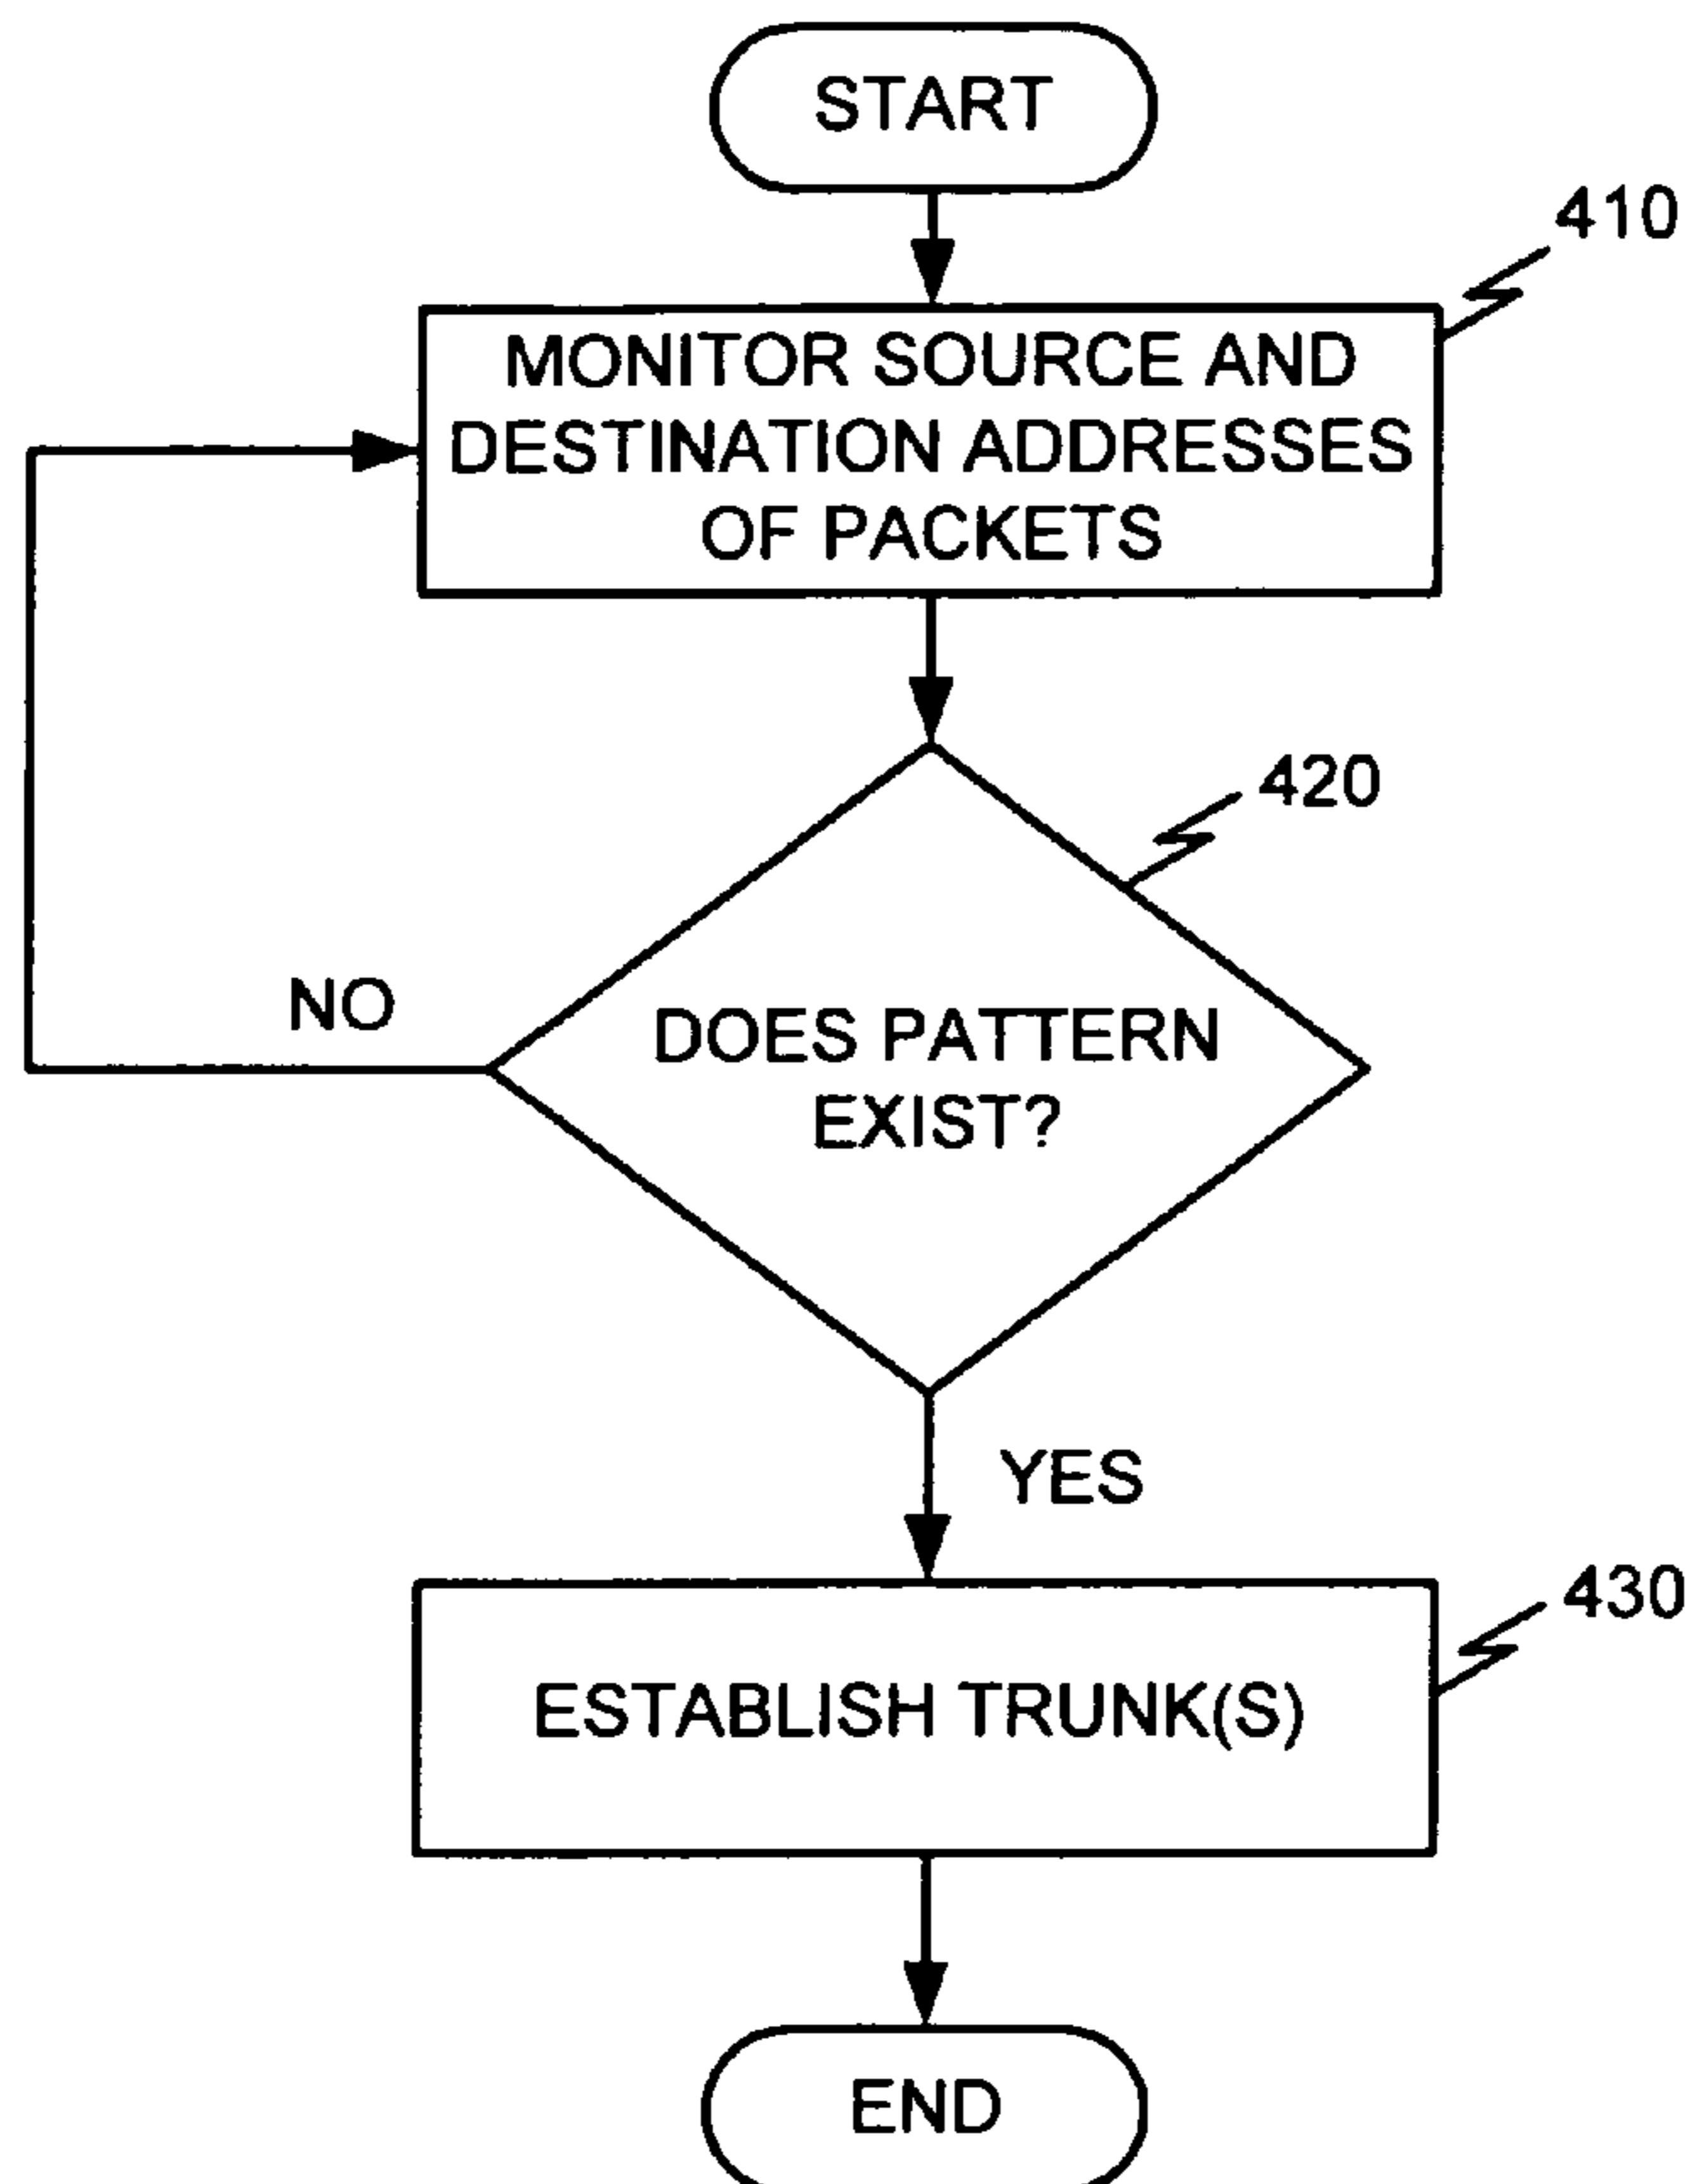 START
410
MONITOR SOURCE AND
DESTINATION ADDRESSES
OF PACKETS
420
NO
DOES PATTERN
EXIST?
YES
430
ESTABLISH TRUNK(S)
END